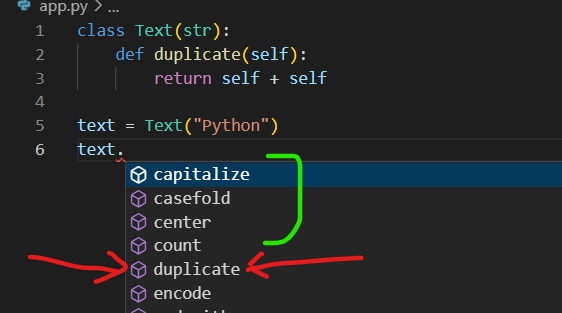 app.py > ...
1 class Text(str):
2     def duplicate(self):
3         return self + self
4
5 text = Text("Python")
6 text.
capitalize
casefold
center
count
duplicate
encode